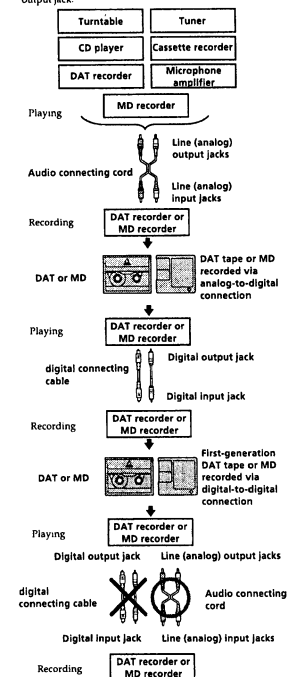 Output jack.
Turntable
Tuner
CD player
Cassette recorder
DAT recorder
Microphone
amplifier
Playing
MD recorder
Line (analog)
output jacks
Audio connecting cord
Line (analog)
input jacks
Recording
DAT recorder or
MD recorder
DAT or MD
DAT tape or MD
recorded via
analog-to-digital
connection
Playing
DAT recorder or
MD recorder
Digital output jack
digital connecting
cable
Digital input jack
Recording
DAT recorder or
MD recorder
DAT or MD
First-generation
DAT tape or MD
recorded via
digital-to-digital
connection
Playing
DAT recorder or
MD recorder
Digital output jack
Line (analog) output jacks
digital
connecting cable
Audio connecting
cord
Digital input jack
Line (analog) input jacks
Recording
DAT recorder or
MD recorder